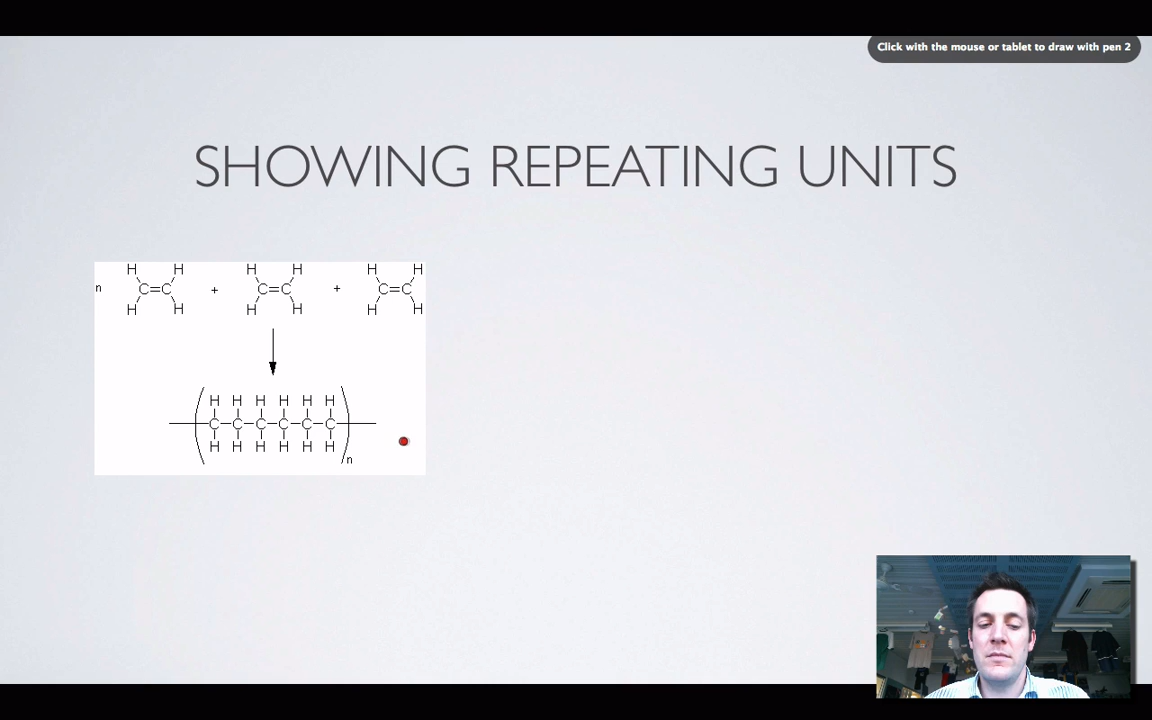 Click with the mouse or tablet to draw with pen 2
SHOWING REPEATING UNITS
H H H H H H
n C=C + C=C + C=C
H H H H H H
H H H H H H
C-C-C-C-C-C
H H H H H H
n